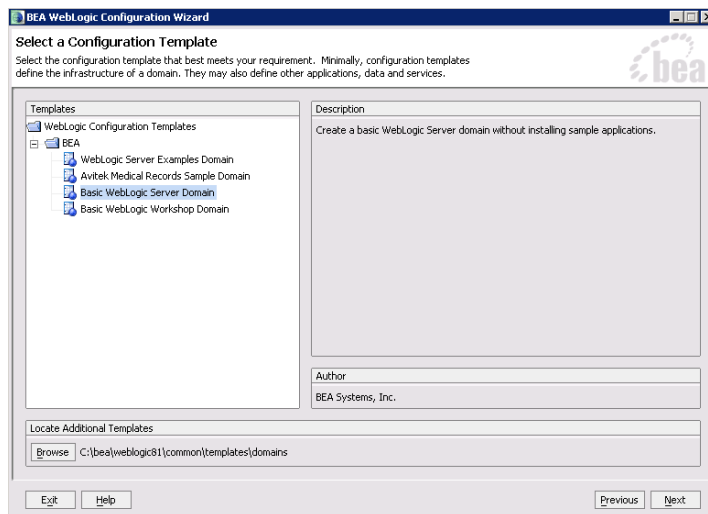 BEA WebLogic Configuration Wizard
Select a Configuration Template
Select the configuration template that best meets your requirement. Minimally, configuration templates
define the infrastructure of a domain. They may also define other applications, data and services.
bea
Templates
WebLogic Configuration Templates
BEA
WebLogic Server Examples Domain
Avitek Medical Records Sample Domain
Basic WebLogic Server Domain
Basic WebLogic Workshop Domain
Description
Create a basic WebLogic Server domain without installing sample applications.
Author
BEA Systems, Inc.
Locate Additional Templates
Browse C:\bea\weblogic81\common\templates\domains
Exit Help Previous Next